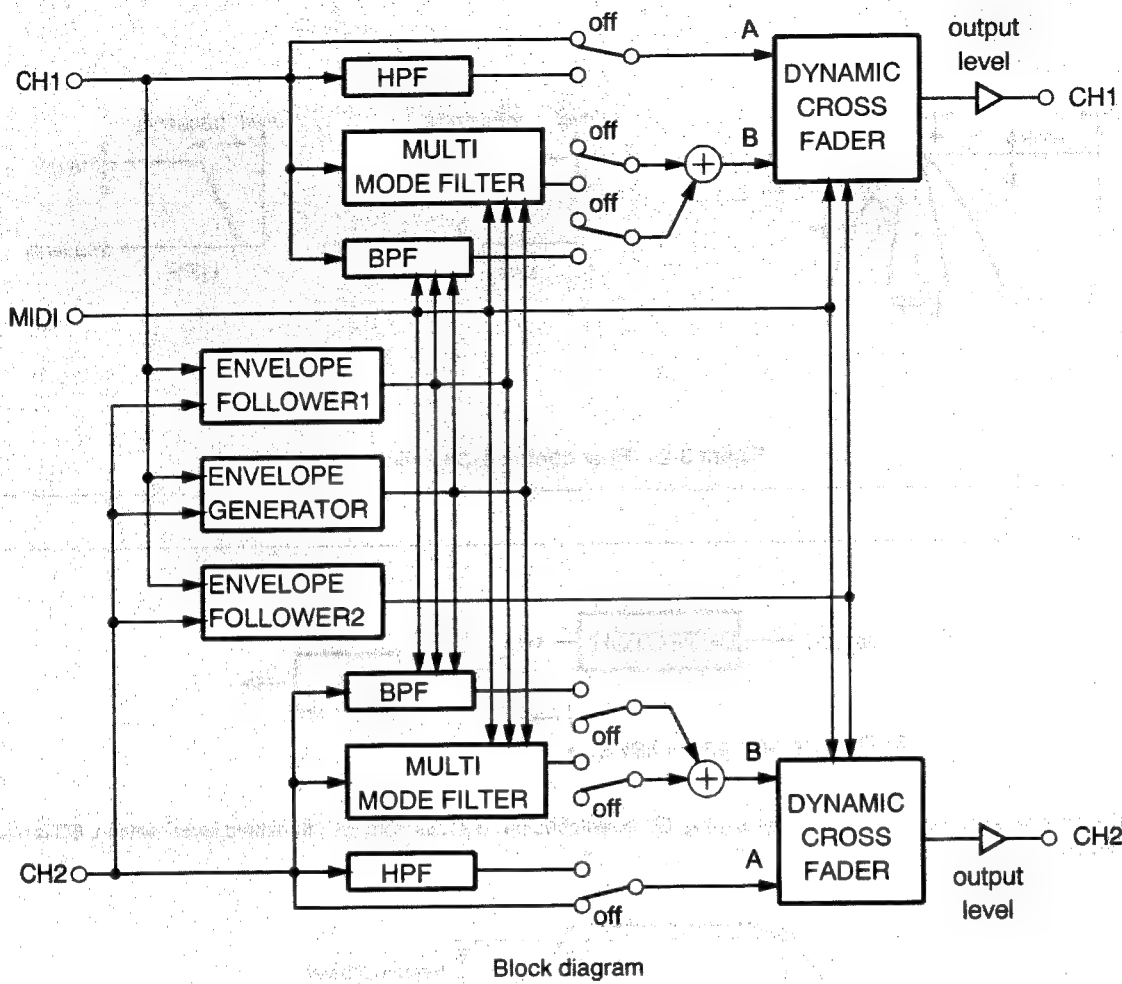 off
A
output
level
CH1
HPF
DYNAMIC
CROSS
FADER
CH1
MULTI
MODE FILTER
off
B
off
BPF
MIDI
ENVELOPE
FOLLOWER1
ENVELOPE
GENERATOR
ENVELOPE
FOLLOWER2
BPF
off
MULTI
MODE FILTER
off
B
DYNAMIC
CROSS
FADER
CH2
CH2
HPF
off
A
output
level
Block diagram